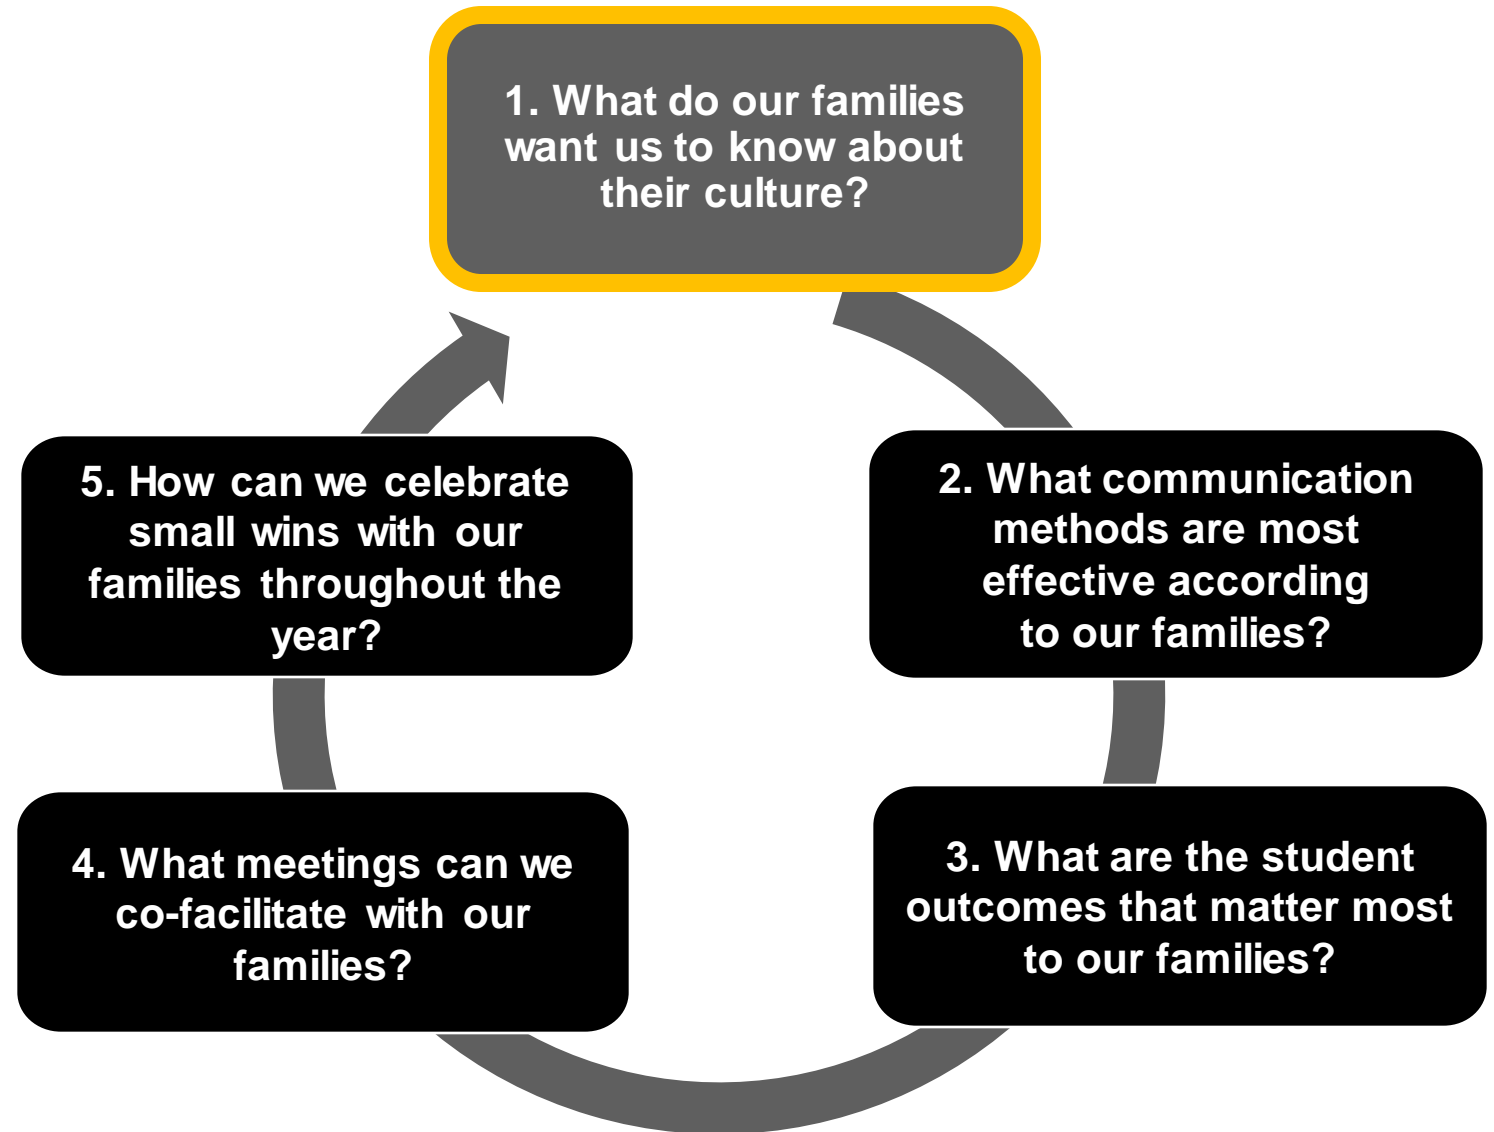 1. What do our families
want us to know about
their culture?
2. What communication
methods are most
effective according
to our families?
3. What are the student
outcomes that matter most
to our families?
4. What meetings can we
co-facilitate with our
families?
5. How can we celebrate
small wins with our
families throughout the
year?